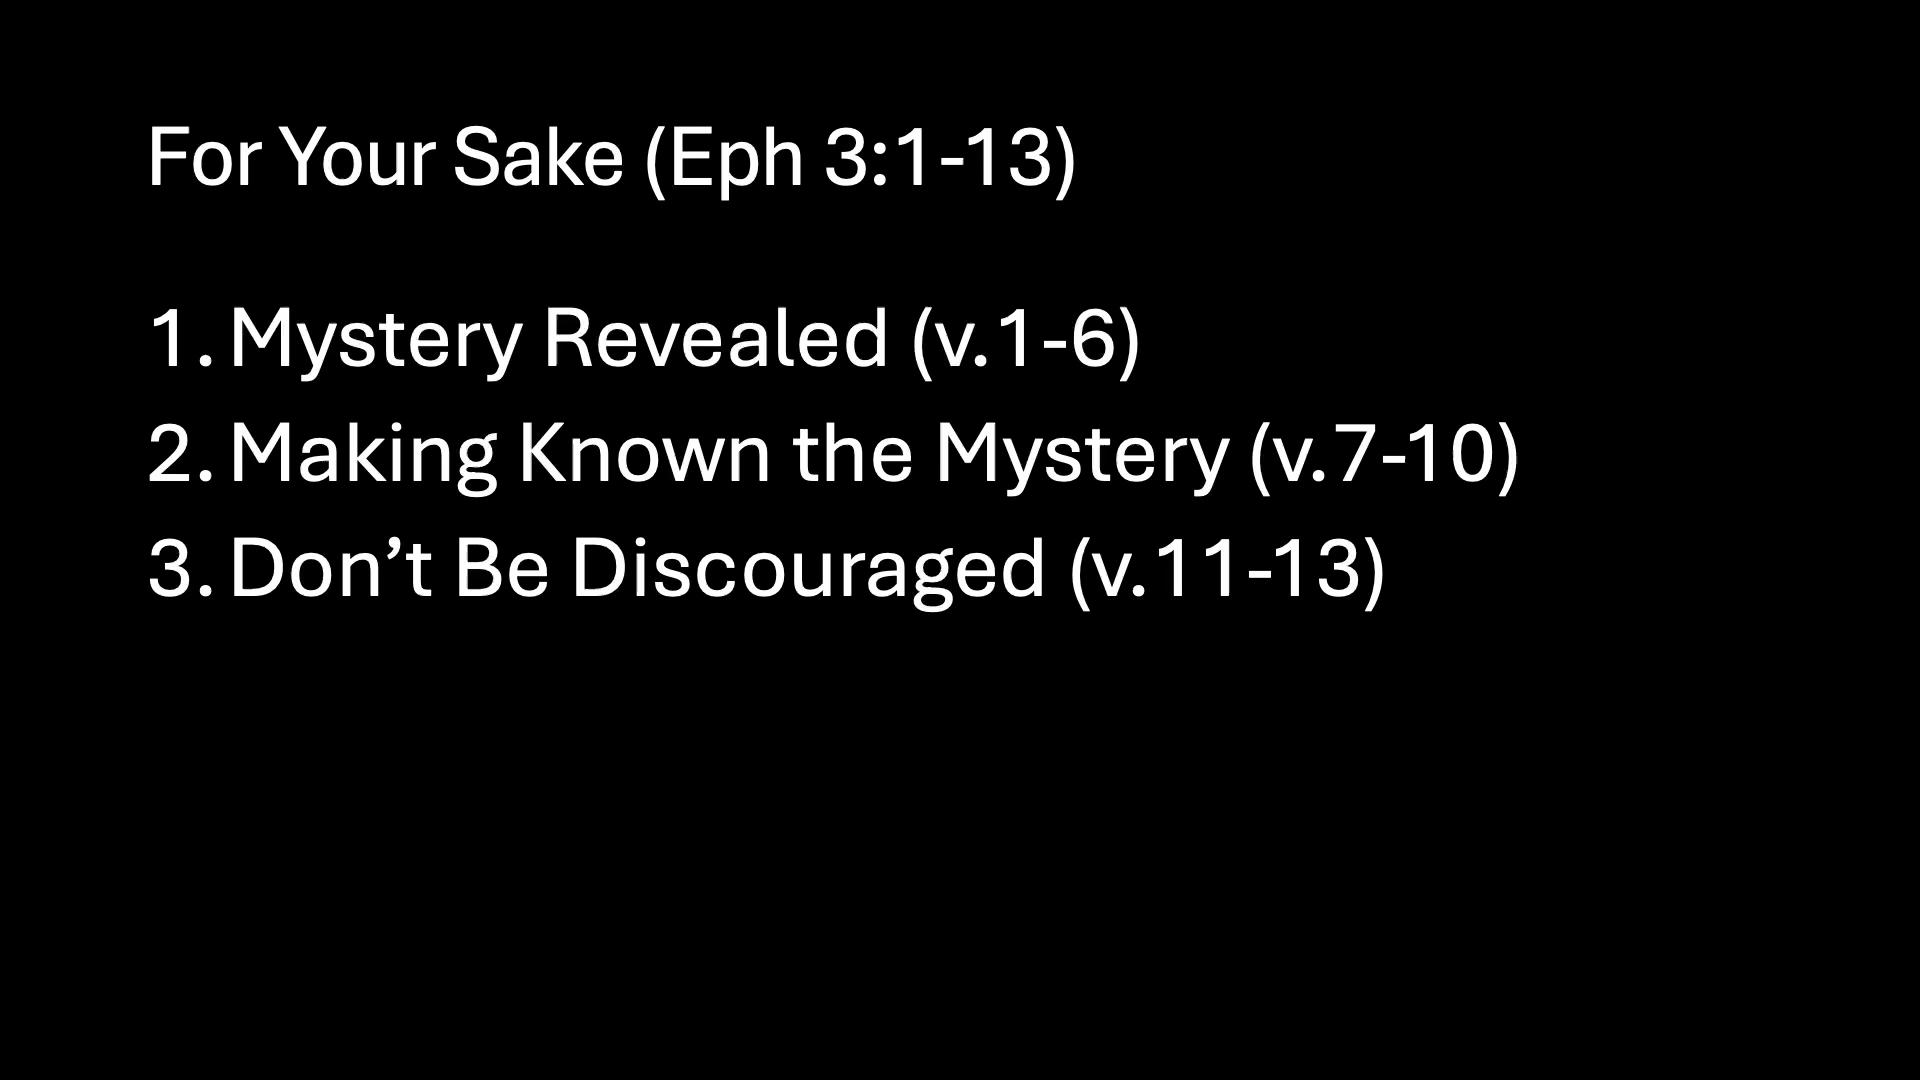 For Your Sake (Eph 3:1-13)
1. Mystery Revealed (v.1-6)
2. Making Known the Mystery (v.7-10)
3. Don’t Be Discouraged (v.11-13)